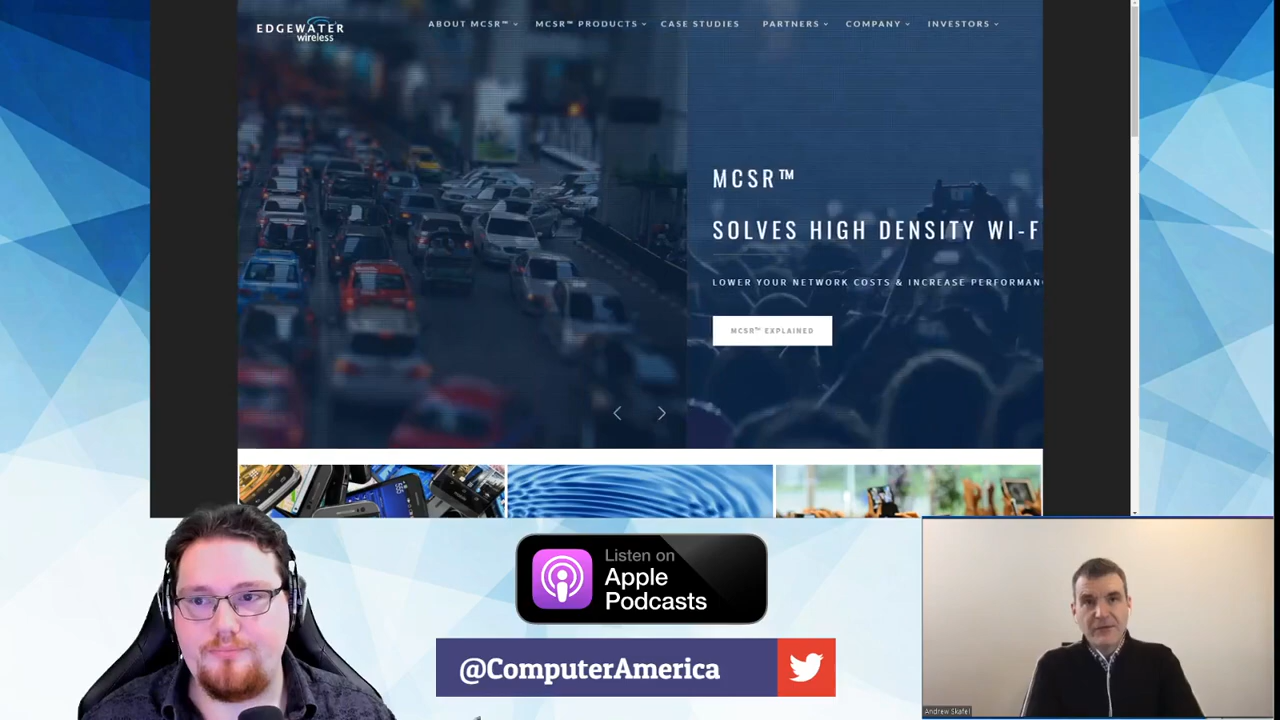 EDGEWATER
wireless
ABOUT MCSR™
MCSR™ PRODUCTS
CASE STUDIES
PARTNERS
COMPANY
INVESTORS
MCSR™
SOLVES HIGH DENSITY WI-F
LOWER YOUR NETWORK COSTS & INCREASE PERFORMAN
MCSR™ EXPLAINED
Listen on
Apple
Podcasts
@ComputerAmerica
Andrew Skafel